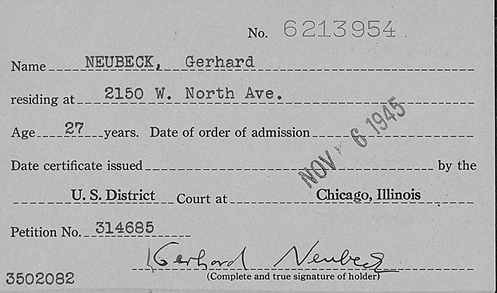 No. 6213954
Name NEUBECK, Gerhard
residing at 2150 W. North Ave.
Age 27 years. Date of order of admission
NOV 6 1945
Date certificate issued by the
U. S. District Court at Chicago, Illinois
Petition No. 314685
Gerhard Neubeck
(Complete and true signature of holder)
3502082